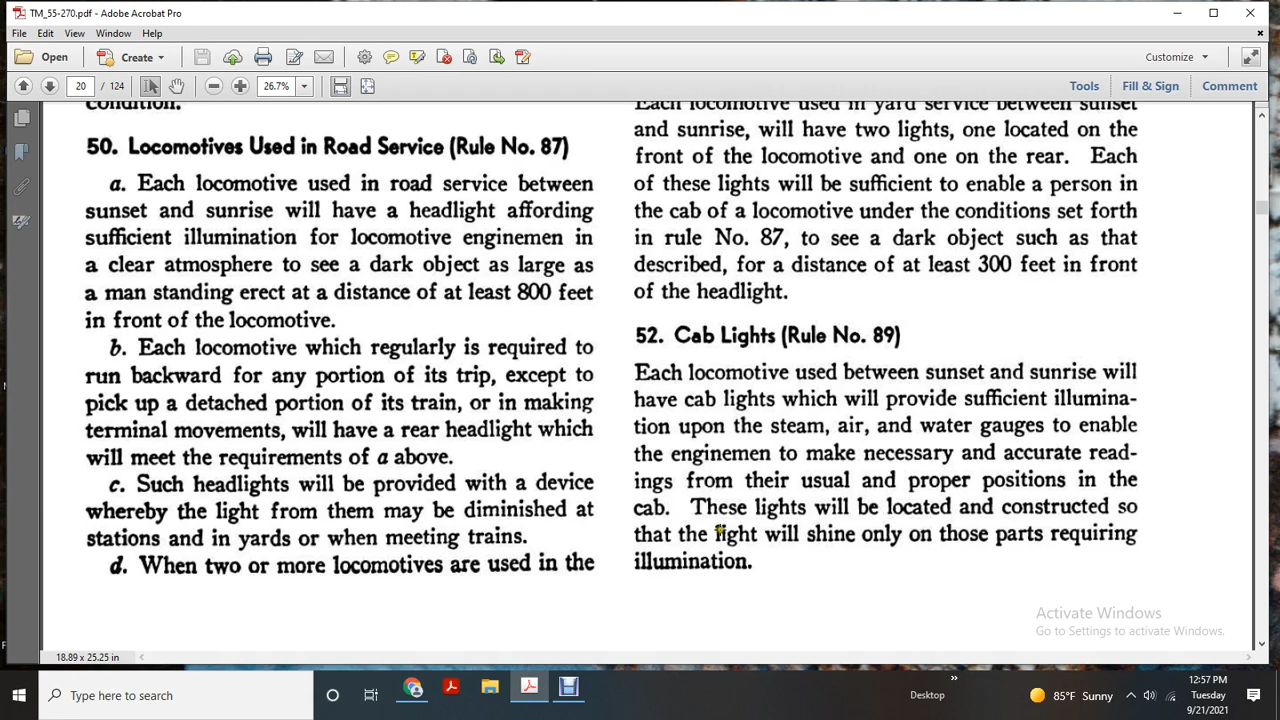 TM_55-270.pdf - Adobe Acrobat Pro
File Edit View Window Help
Open Create Customize
20 / 124 26.7% Tools Fill & Sign Comment
condition.
50. Locomotives Used in Road Service (Rule No. 87)
a. Each locomotive used in road service between
sunset and sunrise will have a headlight affording
sufficient illumination for locomotive enginemen in
a clear atmosphere to see a dark object as large as
a man standing erect at a distance of at least 800 feet
in front of the locomotive.
b. Each locomotive which regularly is required to
run backward for any portion of its trip, except to
pick up a detached portion of its train, or in making
terminal movements, will have a rear headlight which
will meet the requirements of a above.
c. Such headlights will be provided with a device
whereby the light from them may be diminished at
stations and in yards or when meeting trains.
d. When two or more locomotives are used in the
Each locomotive used in yard service between sunset
and sunrise, will have two lights, one located on the
front of the locomotive and one on the rear. Each
of these lights will be sufficient to enable a person in
the cab of a locomotive under the conditions set forth
in rule No. 87, to see a dark object such as that
described, for a distance of at least 300 feet in front
of the headlight.
52. Cab Lights (Rule No. 89)
Each locomotive used between sunset and sunrise will
have cab lights which will provide sufficient illumina-
tion upon the steam, air, and water gauges to enable
the enginemen to make necessary and accurate read-
ings from their usual and proper positions in the
cab. These lights will be located and constructed so
that the light will shine only on those parts requiring
illumination.
Activate Windows
Go to Settings to activate Windows.
18.89 x 25.25 in
Type here to search
Desktop
85°F Sunny
12:57 PM
Tuesday
9/21/2021